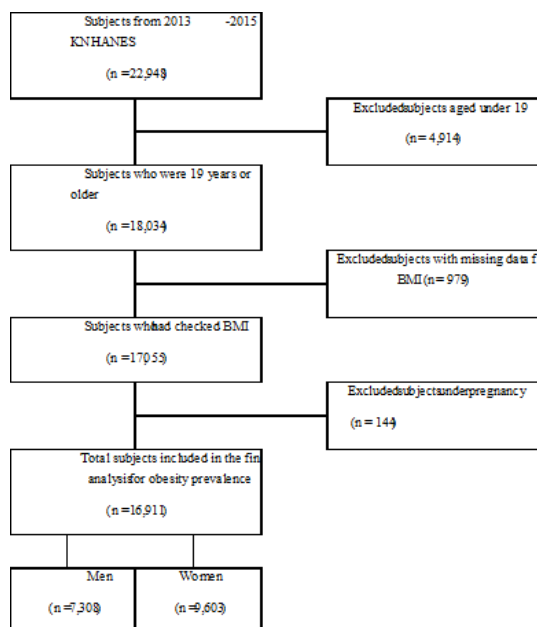 Subjects from 2013 -2015
KNHANES
(n =22,948)
Excludedsubjects aged under 19
(n= 4,914)
Subjects who were 19 years or
older
(n =18,034)
Excludedsubjects with missing data f
BMI(n= 979)
Subjects whohad checked BMI
(n =17,055)
Excludedsubjectsunderpregnancy
(n = 144)
Total subjects included in the fin
analysisfor obesity prevalence
(n =16,911)
Men
(n =7,308)
Women
(n =9,603)